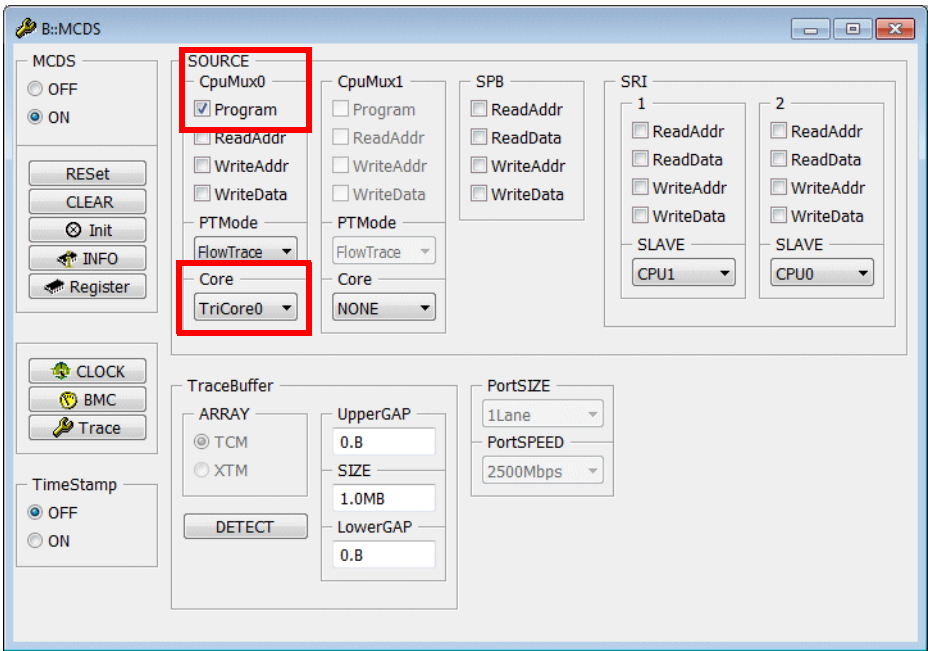 B::MCDS
MCDS
OFF
ON
RESet
CLEAR
Init
INFO
Register
CLOCK
BMC
Trace
TimeStamp
OFF
ON
SOURCE
CpuMux0
Program
ReadAddr
WriteAddr
WriteData
PTMode
FlowTrace
Core
TriCore0
CpuMux1
Program
ReadAddr
WriteAddr
WriteData
PTMode
FlowTrace
Core
NONE
SPB
ReadAddr
ReadData
WriteAddr
WriteData
SRI
1
ReadAddr
ReadData
WriteAddr
WriteData
SLAVE
CPU1
2
ReadAddr
ReadData
WriteAddr
WriteData
SLAVE
CPU0
TraceBuffer
ARRAY
TCM
XTM
DETECT
UpperGAP
0.B
SIZE
1.0MB
LowerGAP
0.B
PortSIZE
1Lane
PortSPEED
2500Mbps